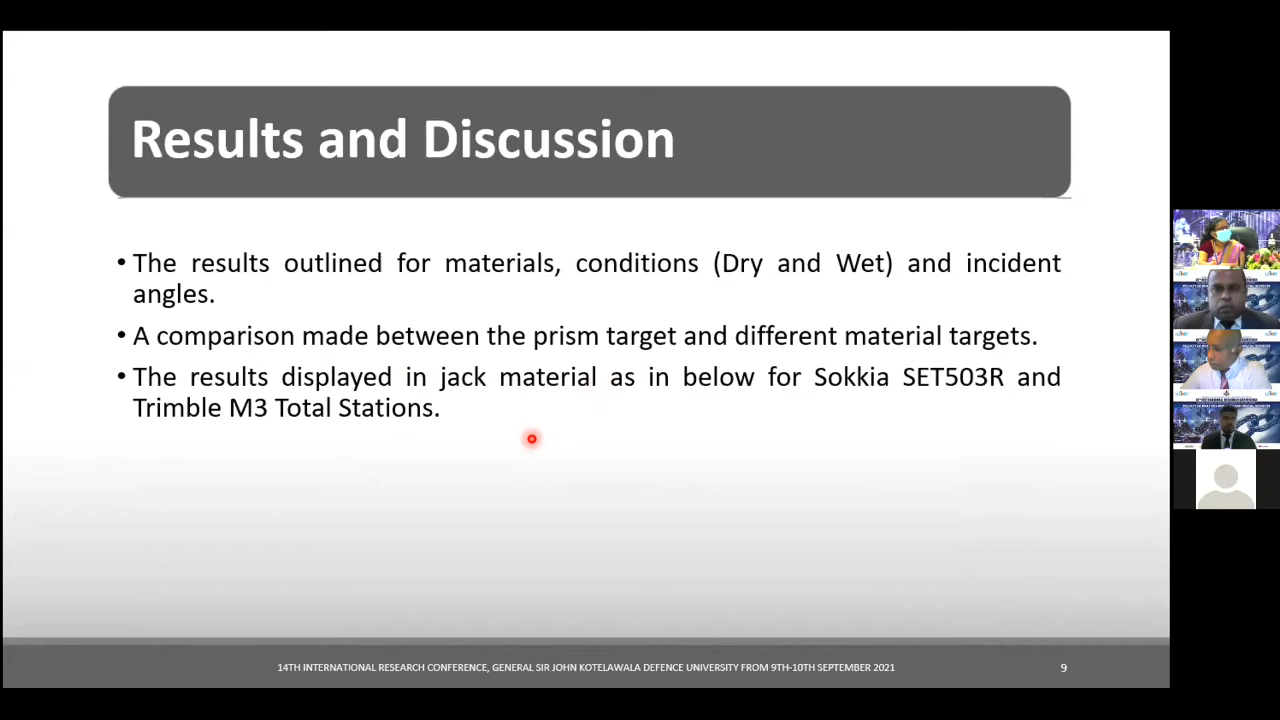 Results and Discussion
• The results outlined for materials, conditions (Dry and Wet) and incident
angles.
• A comparison made between the prism target and different material targets.
• The results displayed in jack material as in below for Sokkia SET503R and
Trimble M3 Total Stations.
14TH INTERNATIONAL RESEARCH CONFERENCE, GENERAL SIR JOHN KOTELAWALA DEFENCE UNIVERSITY FROM 9TH-10TH SEPTEMBER 2021
9